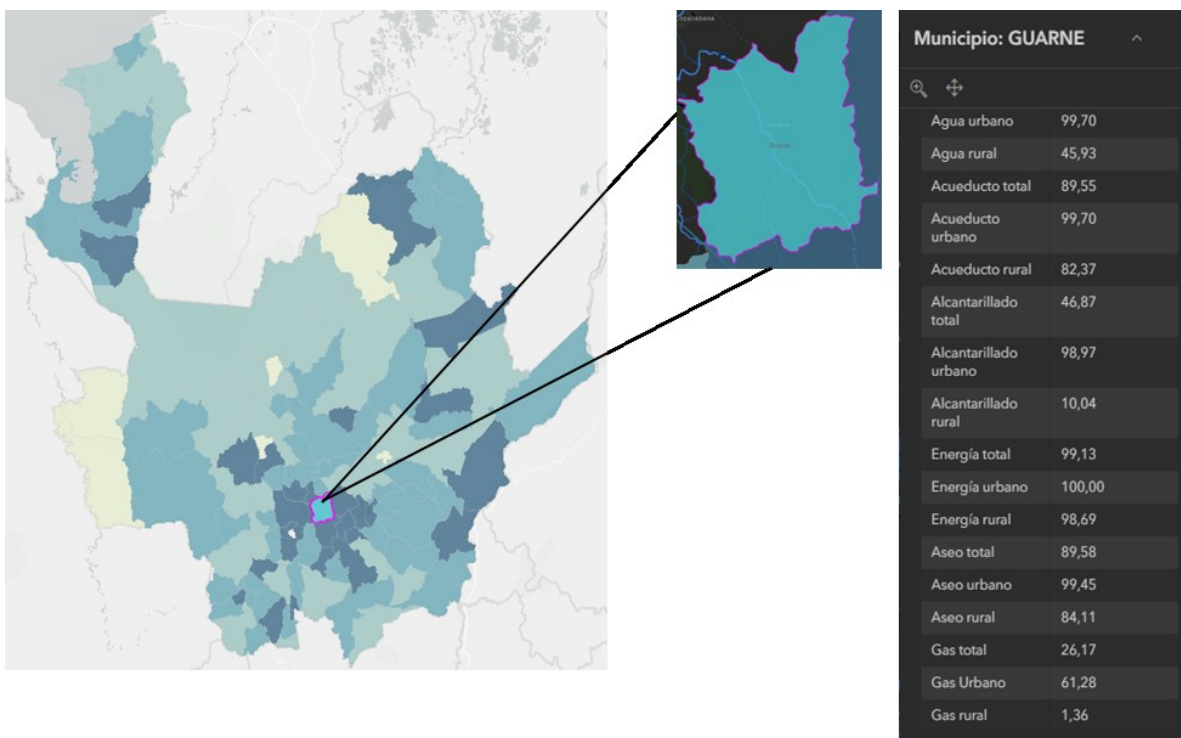 Municipio: GUARNE
Agua urbano 99,70
Agua rural 45,93
Acueducto total 89,55
Acueducto
urbano 99,70
Acueducto rural 82,37
Alcantarillado
total 46,87
Alcantarillado
urbano 98,97
Alcantarillado
rural 10,04
Energía total 99,13
Energía urbano 100,00
Energía rural 98,69
Aseo total 89,58
Aseo urbano 99,45
Aseo rural 84,11
Gas total 26,17
Gas Urbano 61,28
Gas rural 1,36
Guarne